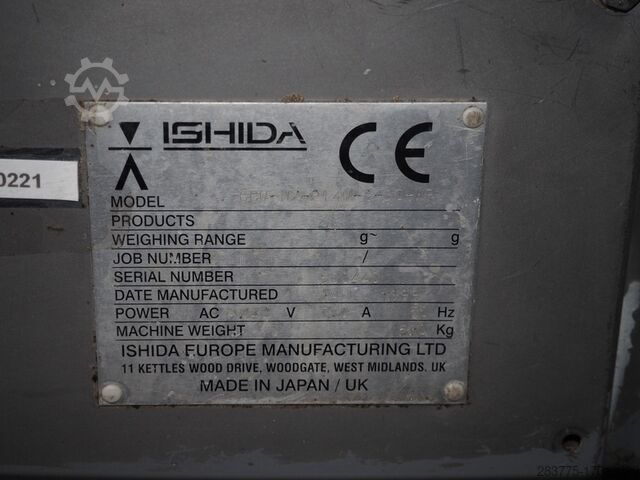 ISHIDA CE
0221
MODEL
PRODUCTS
WEIGHING RANGE g~ g
JOB NUMBER /
SERIAL NUMBER
DATE MANUFACTURED
POWER AC V A Hz
MACHINE WEIGHT Kg
ISHIDA EUROPE MANUFACTURING LTD
11 KETTLES WOOD DRIVE, WOODGATE, WEST MIDLANDS. UK
MADE IN JAPAN / UK